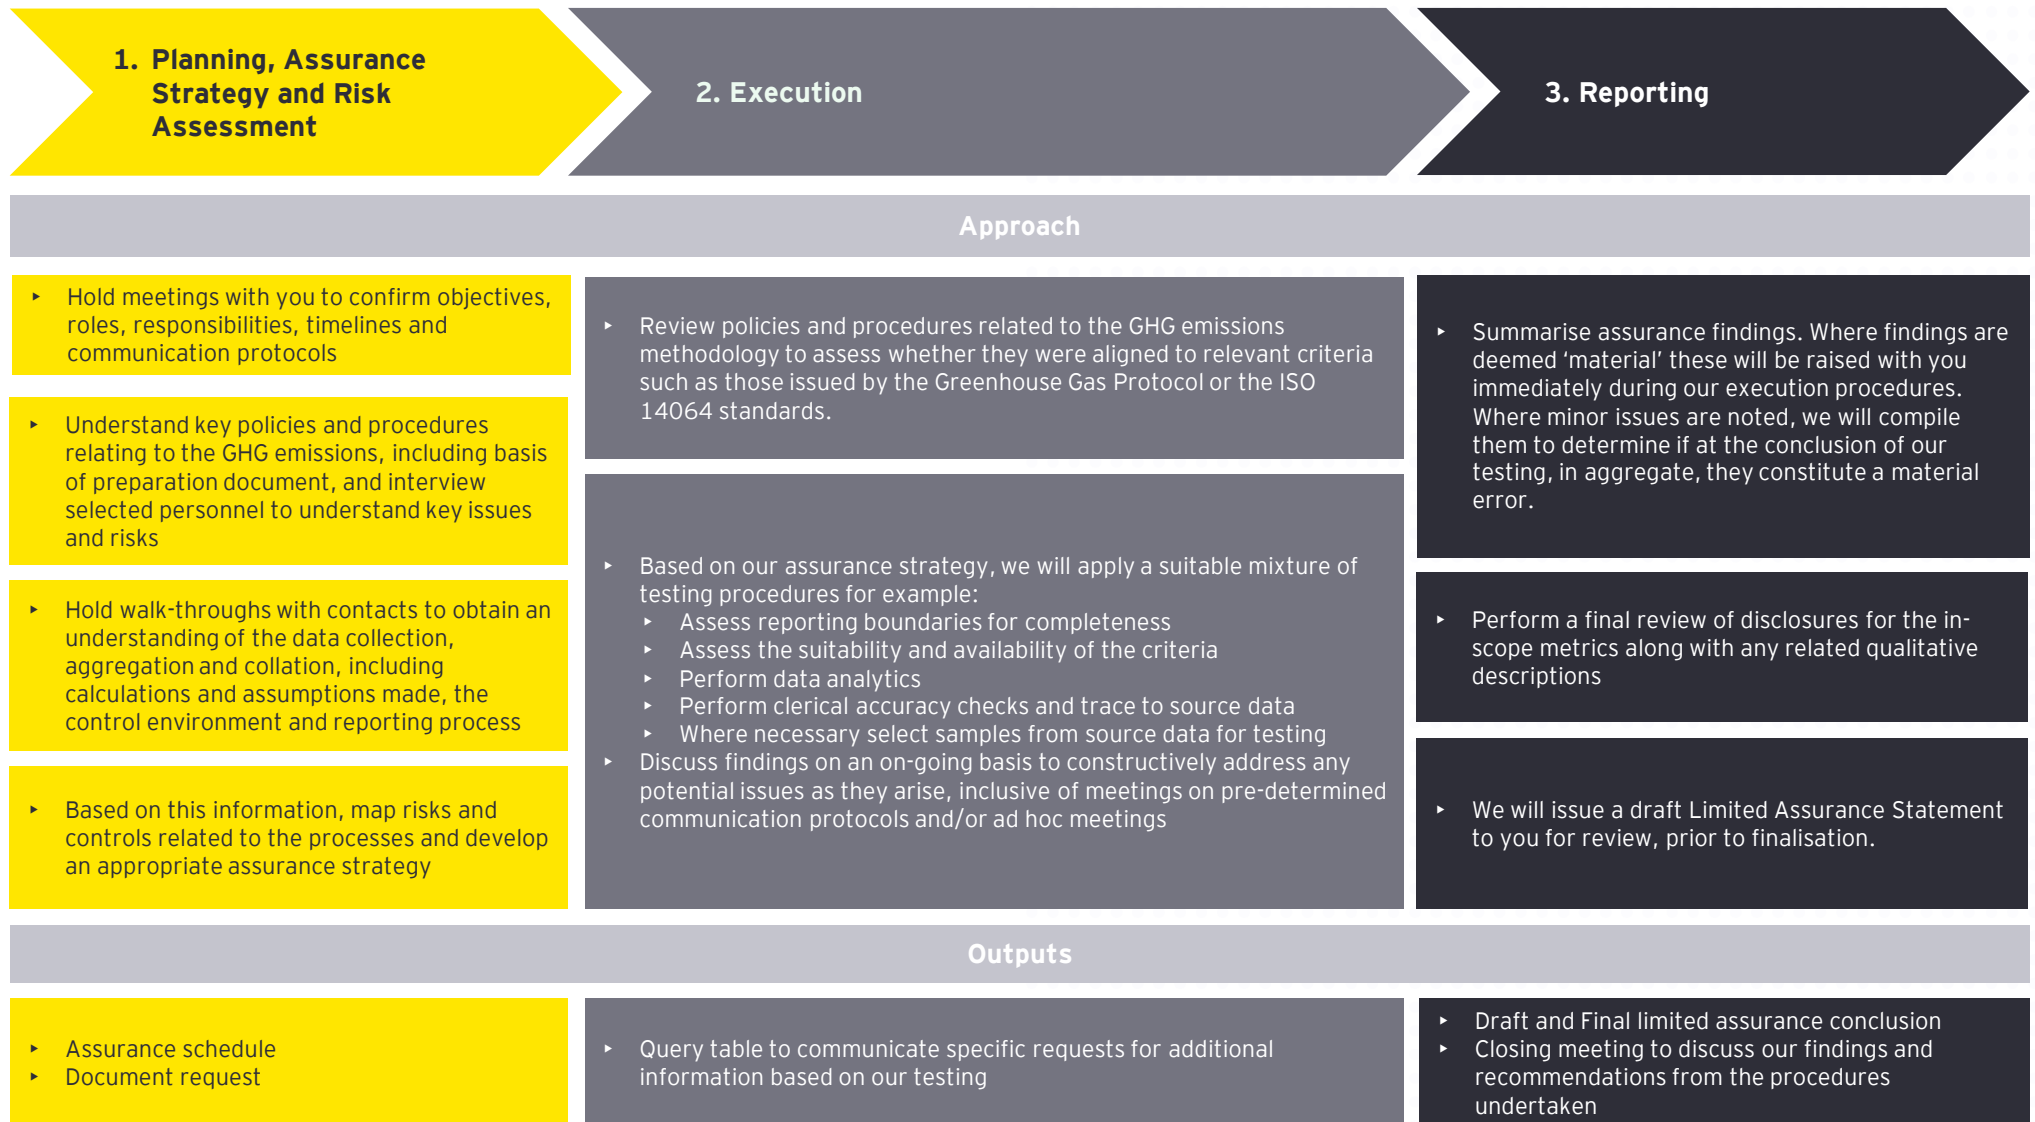 1. Planning, Assurance
Strategy and Risk
Assessment
2. Execution
3. Reporting
Approach
‣ Hold meetings with you to confirm objectives,
roles, responsibilities, timelines and
communication protocols
‣ Understand key policies and procedures
relating to the GHG emissions, including basis
of preparation document, and interview
selected personnel to understand key issues
and risks
‣ Hold walk-throughs with contacts to obtain an
understanding of the data collection,
aggregation and collation, including
calculations and assumptions made, the
control environment and reporting process
‣ Based on this information, map risks and
controls related to the processes and develop
an appropriate assurance strategy
‣ Review policies and procedures related to the GHG emissions
methodology to assess whether they were aligned to relevant criteria
such as those issued by the Greenhouse Gas Protocol or the ISO
14064 standards.
‣ Based on our assurance strategy, we will apply a suitable mixture of
testing procedures for example:
‣ Assess reporting boundaries for completeness
‣ Assess the suitability and availability of the criteria
‣ Perform data analytics
‣ Perform clerical accuracy checks and trace to source data
‣ Where necessary select samples from source data for testing
‣ Discuss findings on an on-going basis to constructively address any
potential issues as they arise, inclusive of meetings on pre-determined
communication protocols and/or ad hoc meetings
‣ Summarise assurance findings. Where findings are
deemed ‘material’ these will be raised with you
immediately during our execution procedures.
Where minor issues are noted, we will compile
them to determine if at the conclusion of our
testing, in aggregate, they constitute a material
error.
‣ Perform a final review of disclosures for the in-
scope metrics along with any related qualitative
descriptions
‣ We will issue a draft Limited Assurance Statement
to you for review, prior to finalisation.
Outputs
‣ Assurance schedule
‣ Document request
‣ Query table to communicate specific requests for additional
information based on our testing
‣ Draft and Final limited assurance conclusion
‣ Closing meeting to discuss our findings and
recommendations from the procedures
undertaken